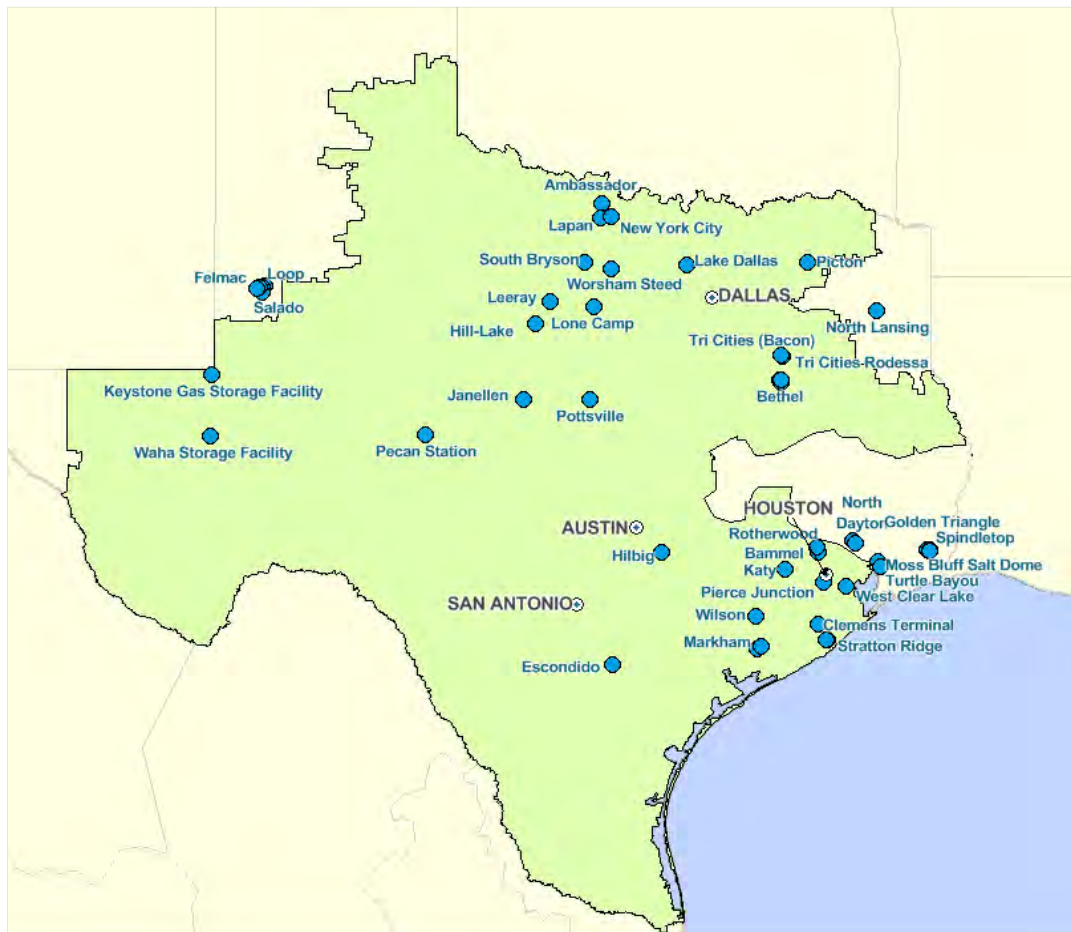 Ambassador
Lapan
New York City
South Bryson
Worsham Steed
Lake Dallas
Picton
Felmac
Loop
Salado
Leeray
DALLAS
Hill-Lake
Lone Camp
North Lansing
Tri Cities (Bacon)
Tri Cities-Rodessa
Keystone Gas Storage Facility
Janellen
Pottsville
Bethel
Waha Storage Facility
Pecan Station
HOUSTON
North
Dayton
Golden Triangle
AUSTIN
Rotherwood
Spindletop
Hilbig
Bammel
Katy
Moss Bluff Salt Dome
Turtle Bayou
Pierce Junction
West Clear Lake
SAN ANTONIO
Wilson
Clemens Terminal
Markham
Stratton Ridge
Escondido